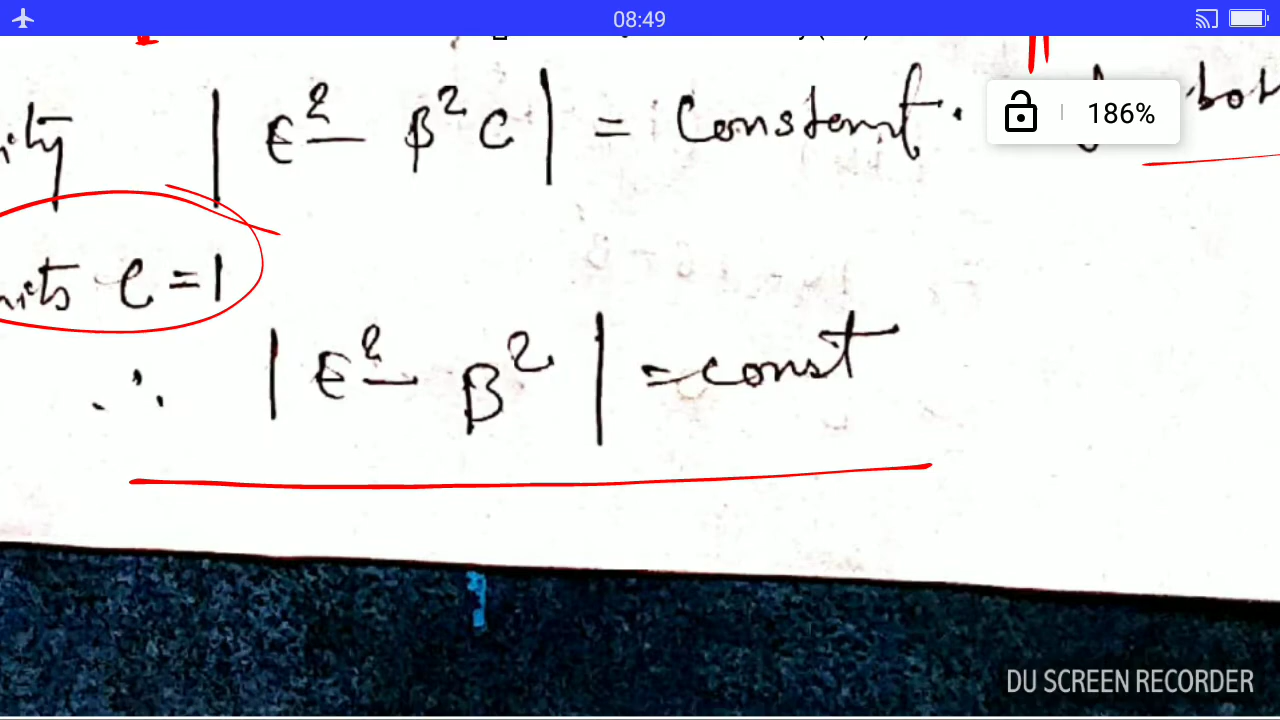 08:49
186%
| E² - B²C | = Constant.
C = 1
∴ | E² - B² | = const
DU SCREEN RECORDER